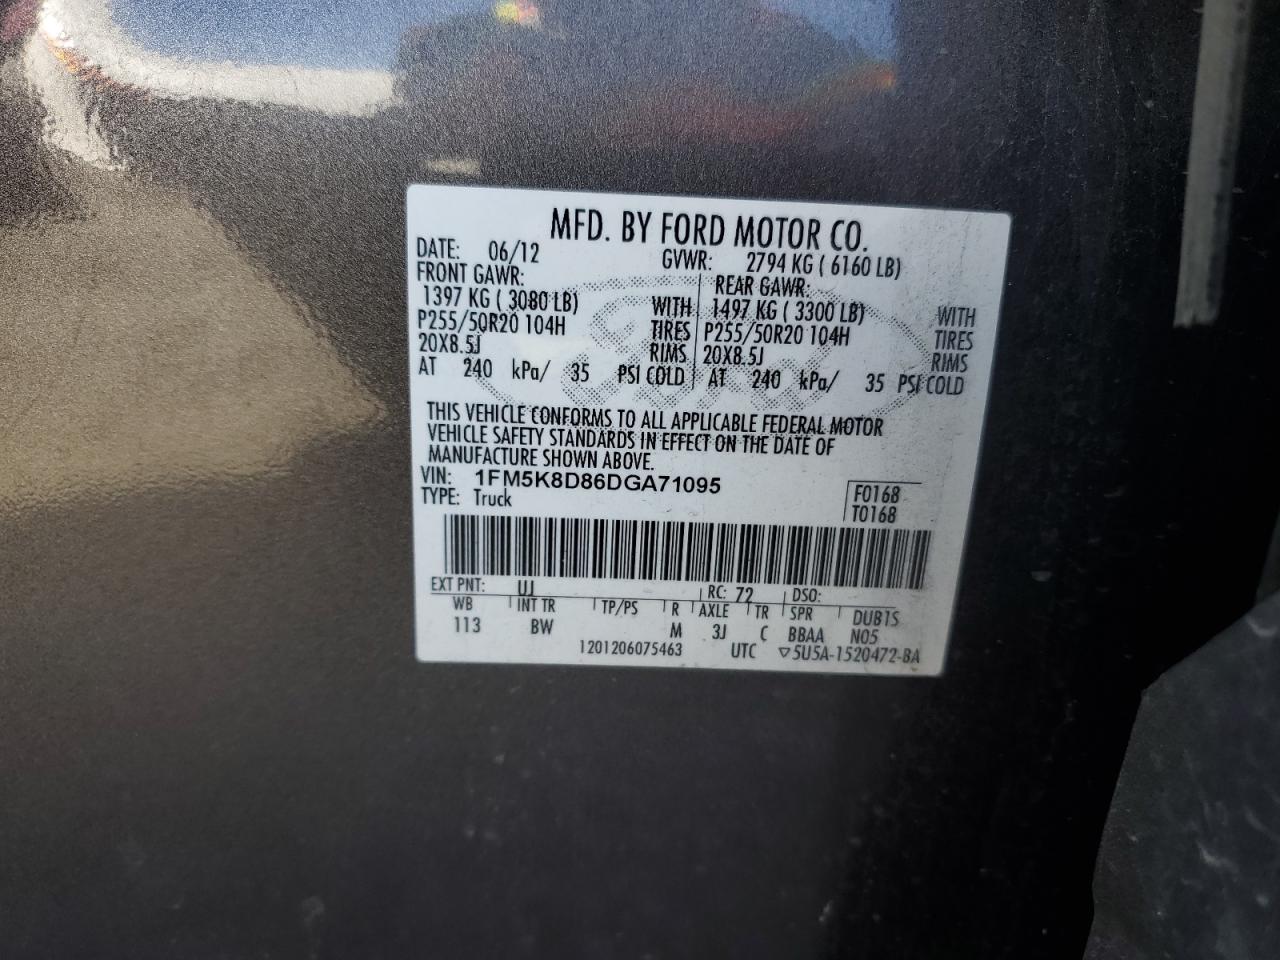 MFD. BY FORD MOTOR CO.
DATE: 06/12 GVWR: 2794 KG ( 6160 LB)
FRONT GAWR: REAR GAWR:
1397 KG ( 3080 LB) WITH 1497 KG ( 3300 LB) WITH
P255/50R20 104H TIRES P255/50R20 104H TIRES
20X8.5J RIMS 20X8.5J RIMS
AT 240 kPa/ 35 PSI COLD AT 240 kPa/ 35 PSI COLD
THIS VEHICLE CONFORMS TO ALL APPLICABLE FEDERAL MOTOR
VEHICLE SAFETY STANDARDS IN EFFECT ON THE DATE OF
MANUFACTURE SHOWN ABOVE.
VIN: 1FM5K8D86DGA71095 F0168
TYPE: Truck T0168
EXT PNT: UJ RC: 72 DSO:
WB INT TR TP/PS R AXLE TR SPR DUB1S
113 BW M 3J C BBAA N05
1201206075463 UTC ▽5U5A-1520472-BA
Ford